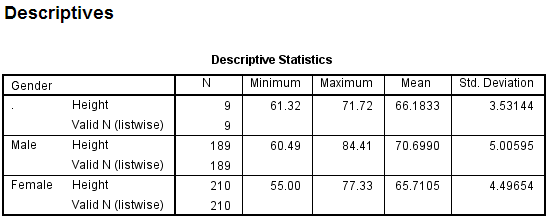 Descriptives
Descriptive Statistics
Gender N Minimum Maximum Mean Std. Deviation
. Height 9 61.32 71.72 66.1833 3.53144
Valid N (listwise) 9
Male Height 189 60.49 84.41 70.6990 5.00595
Valid N (listwise) 189
Female Height 210 55.00 77.33 65.7105 4.49654
Valid N (listwise) 210